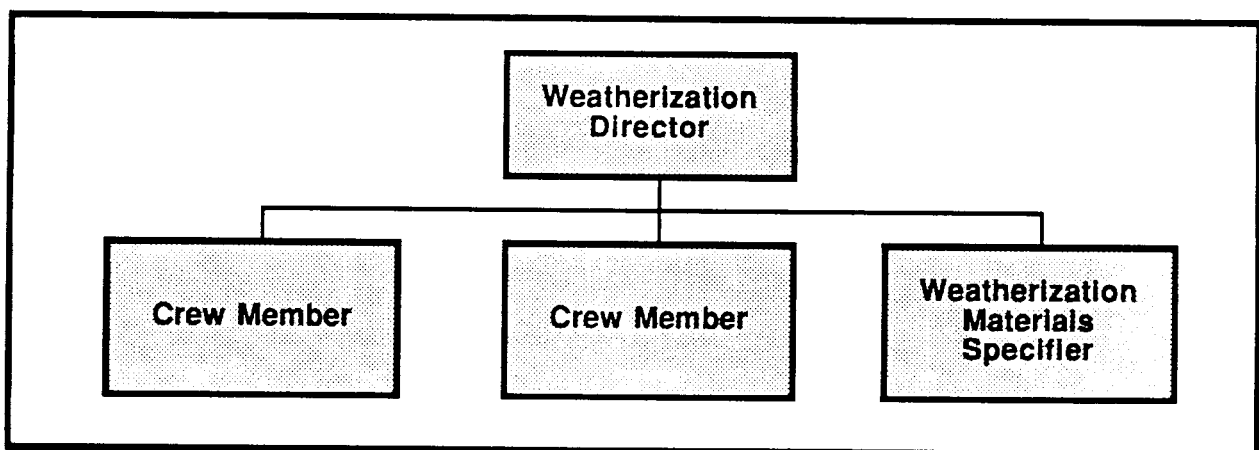 Weatherization
Director
Crew Member
Crew Member
Weatherization
Materials
Specifier